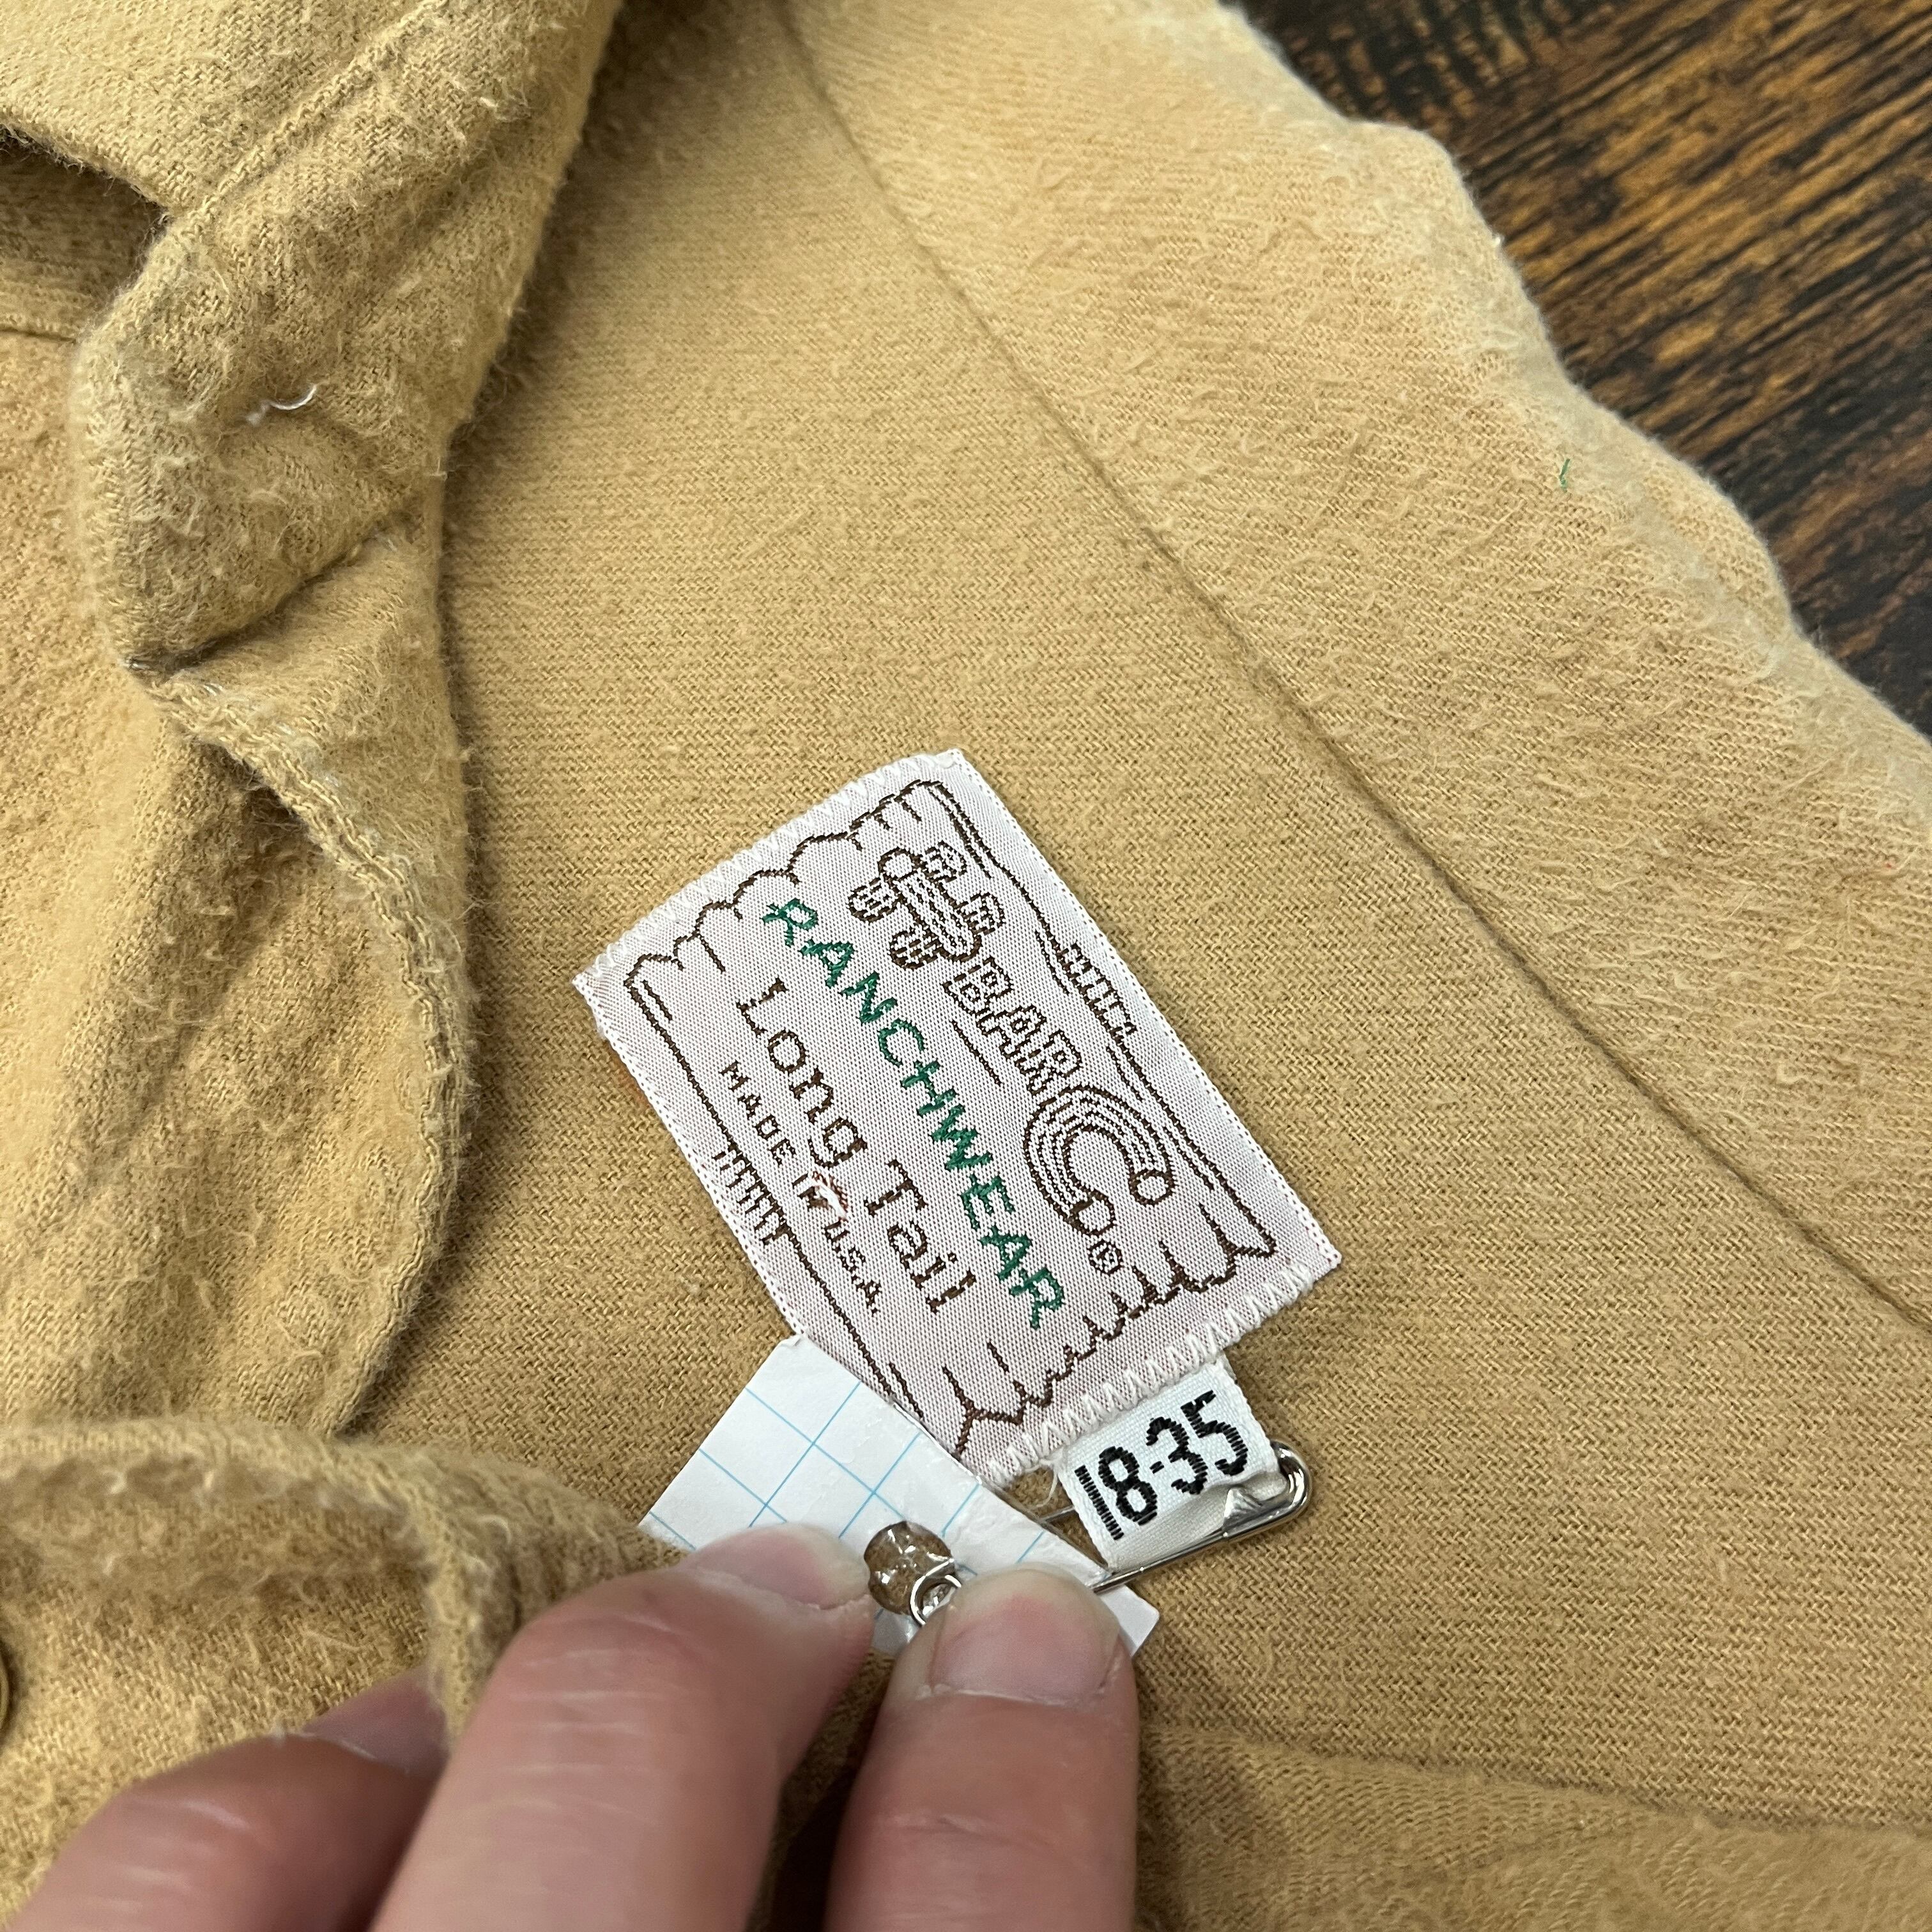 BAR C®
RANCHWEAR
Long Tail
MADE IN U.S.A.
18-35